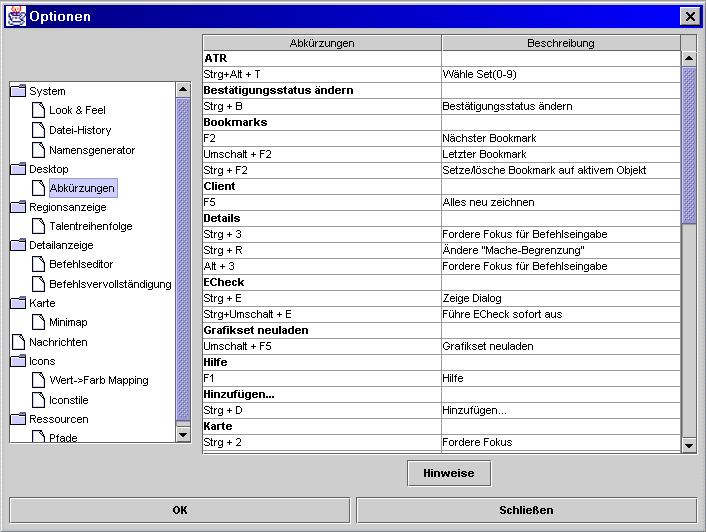 Optionen
System
Look & Feel
Datei-History
Namensgenerator
Desktop
Abkürzungen
Regionsanzeige
Talentreihenfolge
Detailanzeige
Befehlseditor
Befehlsvervollständigung
Karte
Minimap
Nachrichten
Icons
Wert->Farb Mapping
Iconstile
Ressourcen
Pfade
Abkürzungen Beschreibung
ATR
Strg+Alt + T Wähle Set(0-9)
Bestätigungsstatus ändern
Strg + B Bestätigungsstatus ändern
Bookmarks
F2 Nächster Bookmark
Umschalt + F2 Letzter Bookmark
Strg + F2 Setze/lösche Bookmark auf aktivem Objekt
Client
F5 Alles neu zeichnen
Details
Strg + 3 Fordere Fokus für Befehlseingabe
Strg + R Ändere "Mache-Begrenzung"
Alt + 3 Fordere Fokus für Befehlseingabe
ECheck
Strg + E Zeige Dialog
Strg+Umschalt + E Führe ECheck sofort aus
Grafikset neuladen
Umschalt + F5 Grafikset neuladen
Hilfe
F1 Hilfe
Hinzufügen...
Strg + D Hinzufügen...
Karte
Strg + 2 Fordere Fokus
Hinweise
OK Schließen